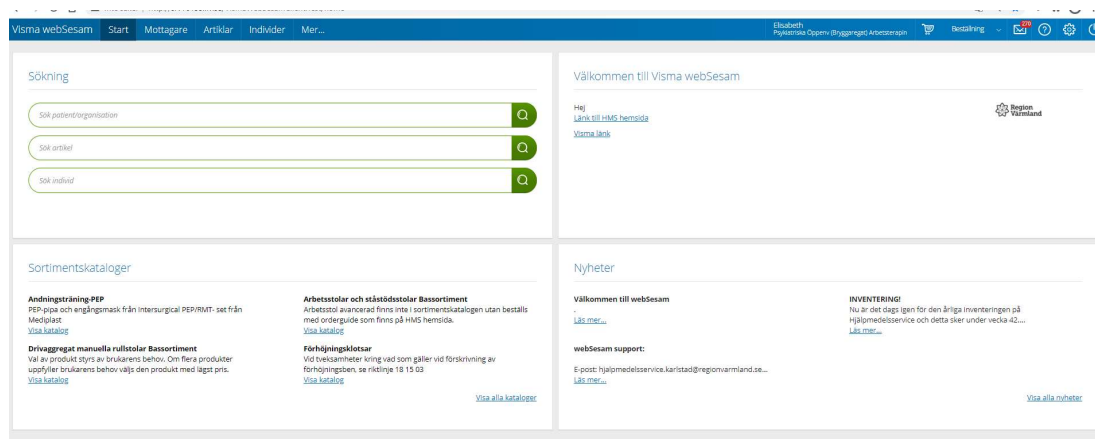 Visma webSesam Start Mottagare Artiklar Individer Mer...
Elisabeth
Psykiatriska Öppenv (Bryggaregat) Arbetsterapin
Beställning
270
Sökning
Sök patient/organisation
Sök artikel
Sök individ
Välkommen till Visma webSesam
Hej
Länk till HMS hemsida
Visma länk
Region
Värmland
Sortimentskataloger
Andningsträning-PEP
PEP-pipa och engångsmask från Intersurgical PEP/RMT- set från
Mediplast
Visa katalog
Drivaggregat manuella rullstolar Bassortiment
Val av produkt styrs av brukarens behov. Om flera produkter
uppfyller brukarens behov väljs den produkt med lägst pris.
Visa katalog
Arbetsstolar och ståstödsstolar Bassortiment
Arbetsstol avancerad finns inte i sortimentskatalogen utan beställs
med orderguide som finns på HMS hemsida.
Visa katalog
Förhöjningsklotsar
Vid tveksamheter kring vad som gäller vid förskrivning av
förhöjningsben, se riktlinje 18 15 03
Visa katalog
Visa alla kataloger
Nyheter
Välkommen till webSesam
.
Läs mer...
webSesam support:
E-post: hjalpmedelsservice.karlstad@regionvarmland.se...
Läs mer...
INVENTERING!
Nu är det dags igen för den årliga inventeringen på
Hjälpmedelsservice och detta sker under vecka 42....
Läs mer...
Visa alla nyheter